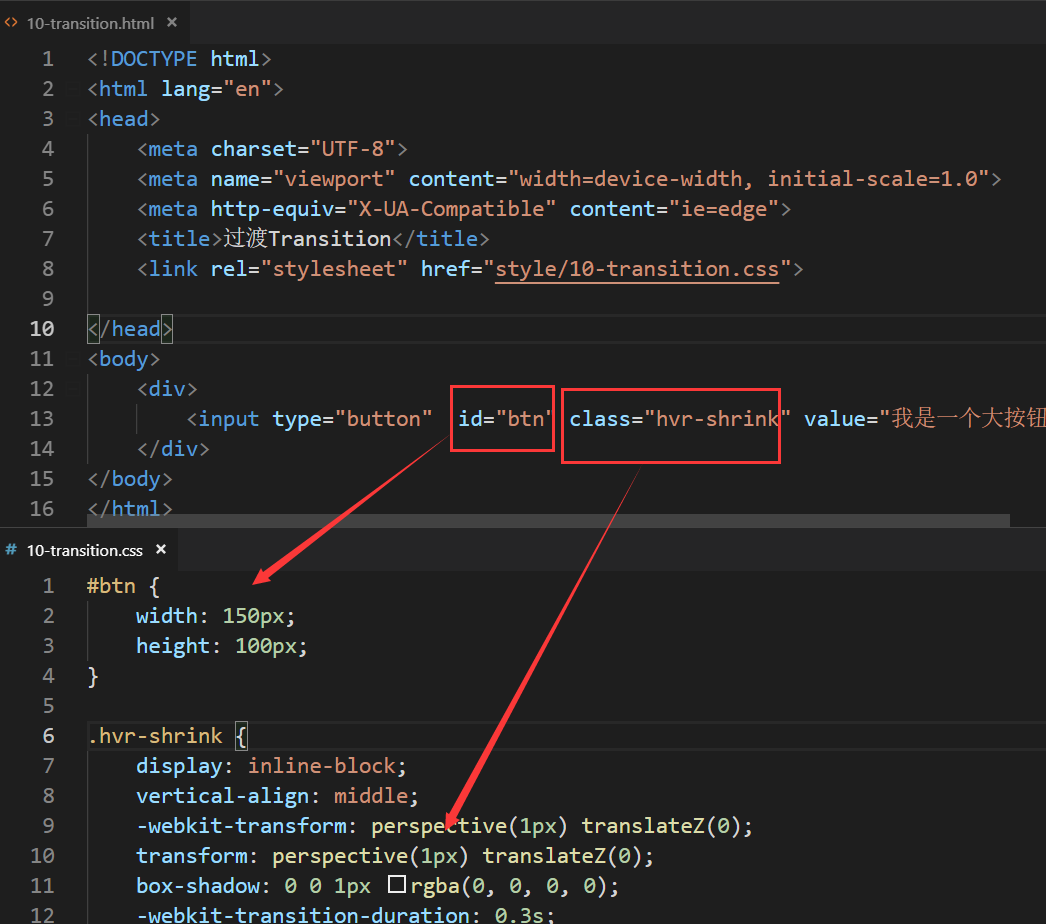 10-transition.html ×
1 <!DOCTYPE html>
2 <html lang="en">
3 <head>
4 <meta charset="UTF-8">
5 <meta name="viewport" content="width=device-width, initial-scale=1.0">
6 <meta http-equiv="X-UA-Compatible" content="ie=edge">
7 <title>过渡Transition</title>
8 <link rel="stylesheet" href="style/10-transition.css">
9
10 </head>
11 <body>
12 <div>
13 <input type="button" id="btn" class="hvr-shrink" value="我是一个大按钮
14 </div>
15 </body>
16 </html>
# 10-transition.css ×
1 #btn {
2 width: 150px;
3 height: 100px;
4 }
5
6 .hvr-shrink {
7 display: inline-block;
8 vertical-align: middle;
9 -webkit-transform: perspective(1px) translateZ(0);
10 transform: perspective(1px) translateZ(0);
11 box-shadow: 0 0 1px rgba(0, 0, 0, 0);
12 -webkit-transition-duration: 0.3s;